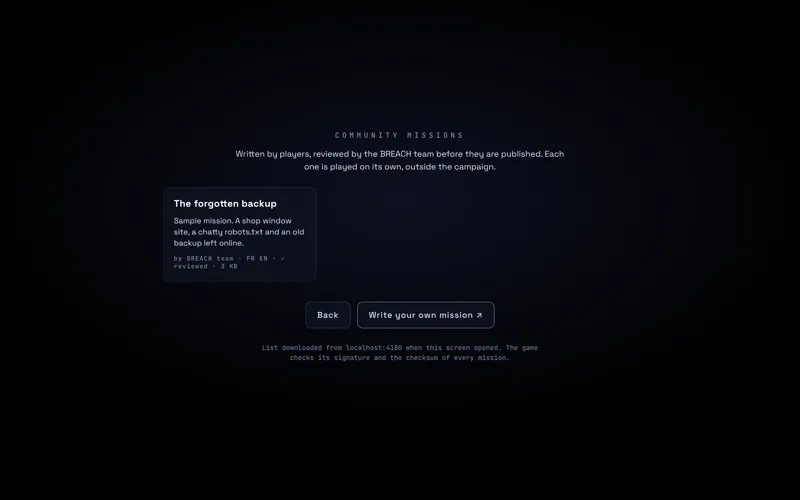 COMMUNITY MISSIONS
Written by players, reviewed by the BREACH team before they are published. Each
one is played on its own, outside the campaign.
The forgotten backup
Sample mission. A shop window
site, a chatty robots.txt and an old
backup left online.
by BREACH team · FR EN · ✓
reviewed · 3 KB
Back
Write your own mission ↗
List downloaded from localhost:4180 when this screen opened. The game
checks its signature and the checksum of every mission.